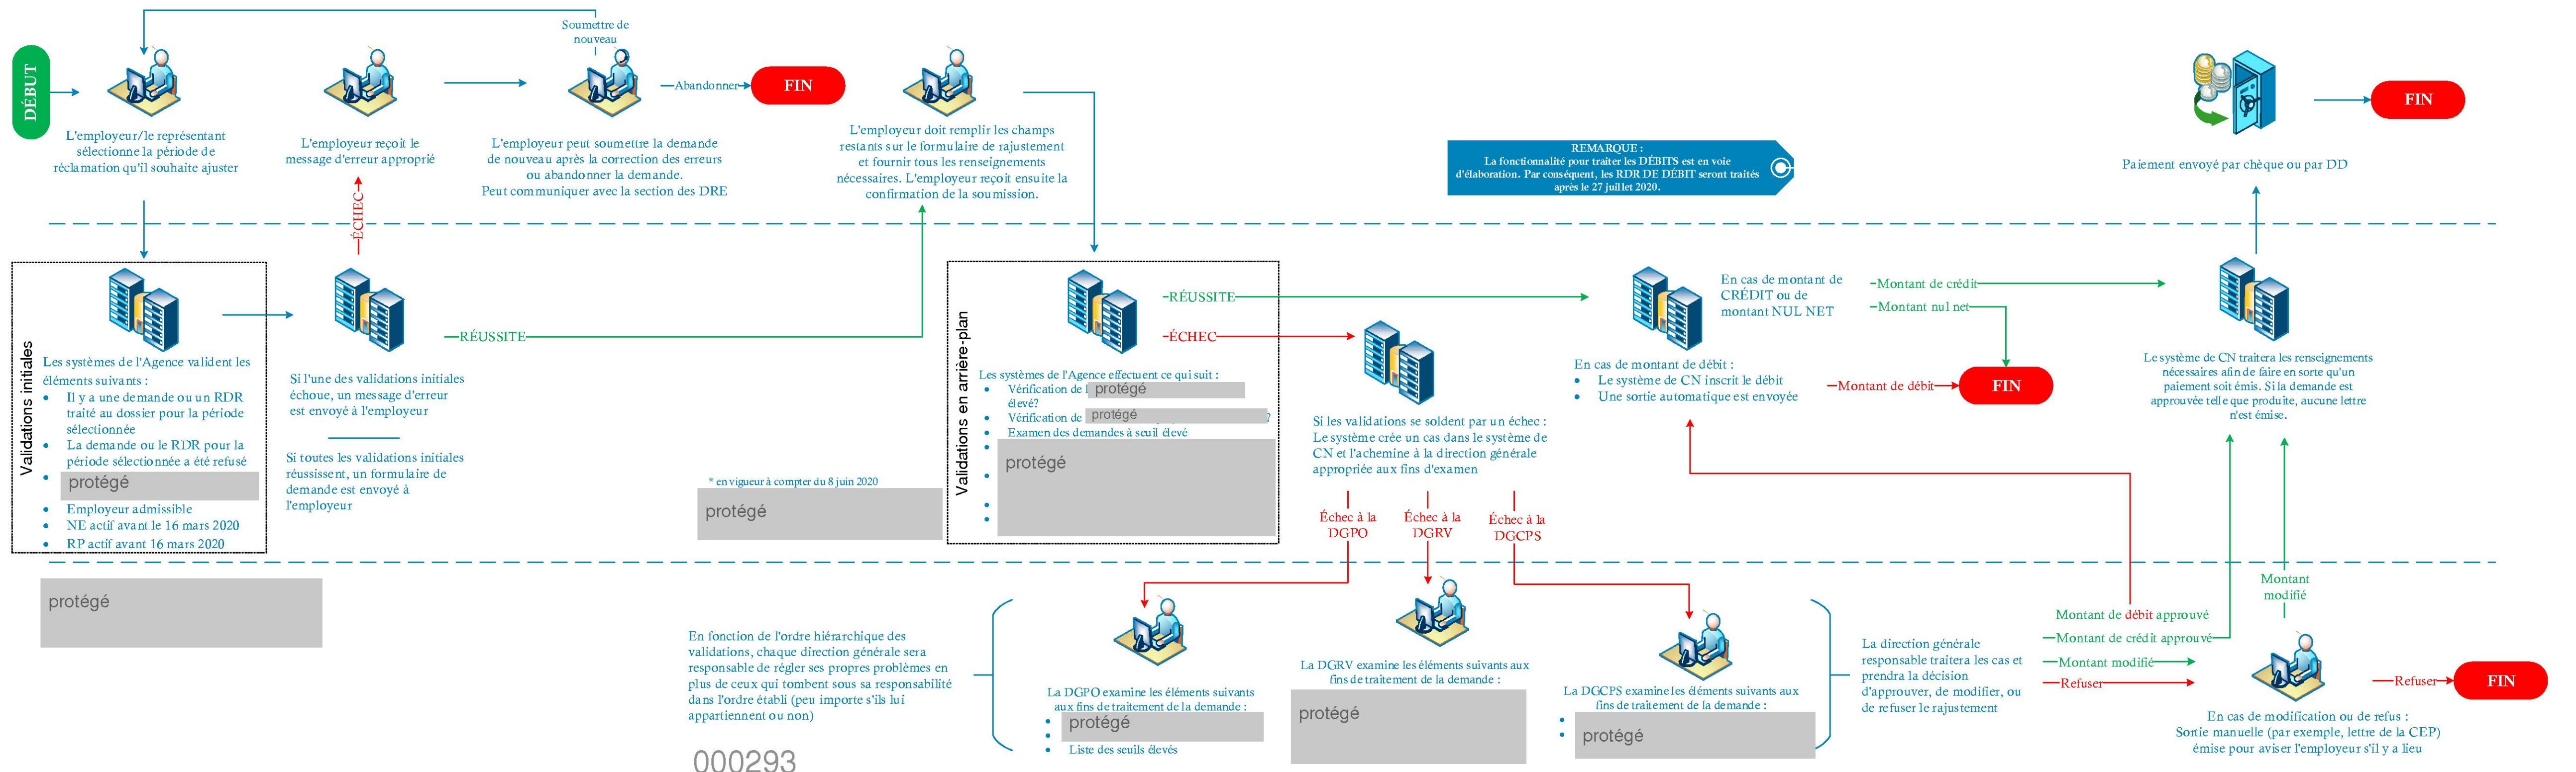 DÉBUT
L'employeur/le représentant
sélectionne la période de
réclamation qu'il souhaite ajuster
L'employeur reçoit le
message d'erreur approprié
ÉCHEC
Soumettre de
nouveau
L'employeur peut soumettre la demande
de nouveau après la correction des erreurs
ou abandonner la demande.
Peut communiquer avec la section des DRE
Abandonner
FIN
L'employeur doit remplir les champs
restants sur le formulaire de rajustement
et fournir tous les renseignements
nécessaires. L'employeur reçoit ensuite la
confirmation de la soumission.
REMARQUE :
La fonctionnalité pour traiter les DÉBITS est en voie
d'élaboration. Par conséquent, les RDR DE DÉBIT seront traités
après le 27 juillet 2020.
Paiement envoyé par chèque ou par DD
FIN
Validations initiales
Les systèmes de l'Agence valident les
éléments suivants :
• Il y a une demande ou un RDR
traité au dossier pour la période
sélectionnée
• La demande ou le RDR pour la
période sélectionnée a été refusé
• protégé
• Employeur admissible
• NE actif avant le 16 mars 2020
• RP actif avant 16 mars 2020
Si l'une des validations initiales
échoue, un message d'erreur
est envoyé à l'employeur
Si toutes les validations initiales
réussissent, un formulaire de
demande est envoyé à
l'employeur
RÉUSSITE
* en vigueur à compter du 8 juin 2020
protégé
Validations en arrière-plan
Les systèmes de l'Agence effectuent ce qui suit :
• Vérification de l protégé
élevé?
• Vérification de protégé ?
• Examen des demandes à seuil élevé
protégé
•
•
•
RÉUSSITE
ÉCHEC
Si les validations se soldent par un échec :
Le système crée un cas dans le système de
CN et l'achemine à la direction générale
appropriée aux fins d'examen
Échec à la
DGPO
Échec à la
DGRV
Échec à la
DGCPS
En cas de montant de
CRÉDIT ou de
montant NUL NET
En cas de montant de débit :
• Le système de CN inscrit le débit
• Une sortie automatique est envoyée
Montant de crédit
Montant nul net
Montant de débit
FIN
Le système de CN traitera les renseignements
nécessaires afin de faire en sorte qu'un
paiement soit émis. Si la demande est
approuvée telle que produite, aucune lettre
n'est émise.
protégé
En fonction de l'ordre hiérarchique des
validations, chaque direction générale sera
responsable de régler ses propres problèmes en
plus de ceux qui tombent sous sa responsabilité
dans l'ordre établi (peu importe s'ils lui
appartiennent ou non)
000293
La DGPO examine les éléments suivants
aux fins de traitement de la demande :
• protégé
•
• Liste des seuils élevés
La DGRV examine les éléments suivants aux
fins de traitement de la demande :
protégé
La DGCPS examine les éléments suivants aux
fins de traitement de la demande :
•
• protégé
La direction générale
responsable traitera les cas et
prendra la décision
d'approuver, de modifier, ou
de refuser le rajustement
Montant de débit approuvé
Montant de crédit approuvé
Montant modifié
Refuser
Montant
modifié
En cas de modification ou de refus :
Sortie manuelle (par exemple, lettre de la CEP)
émise pour aviser l'employeur s'il y a lieu
Refuser
FIN